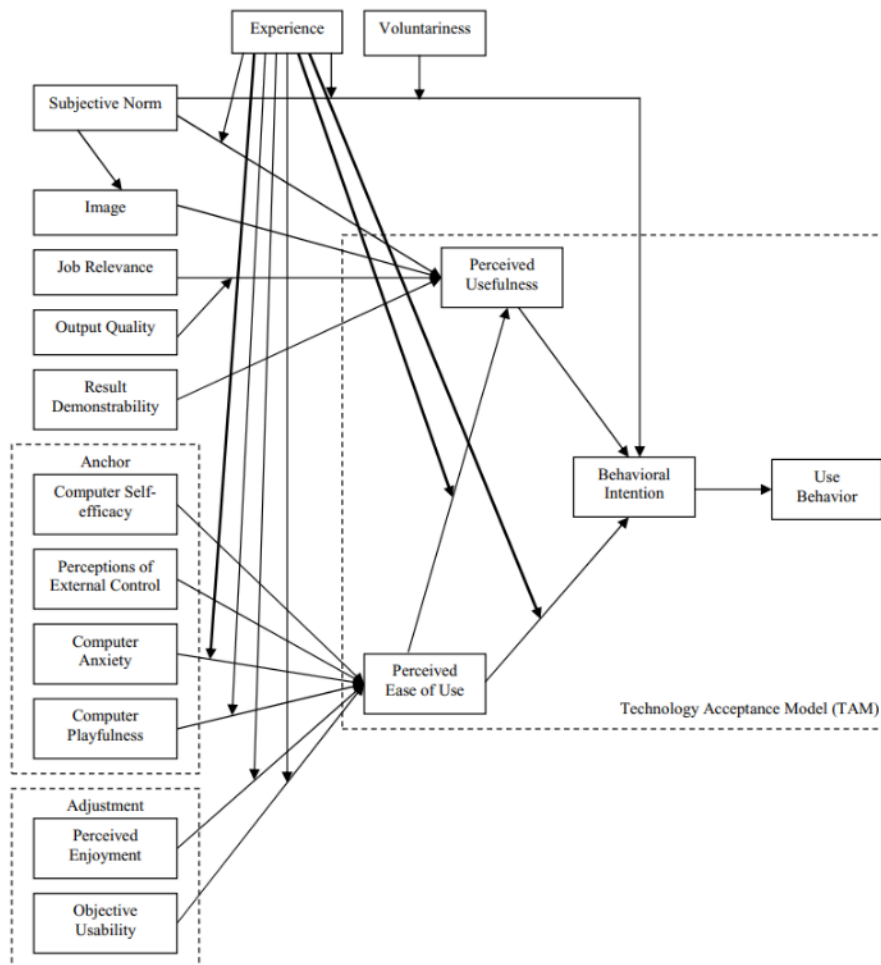 Experience
Voluntariness
Subjective Norm
Image
Job Relevance
Output Quality
Result
Demonstrability
Perceived
Usefulness
Anchor
Computer Self-
efficacy
Perceptions of
External Control
Computer
Anxiety
Computer
Playfulness
Behavioral
Intention
Use
Behavior
Perceived
Ease of Use
Technology Acceptance Model (TAM)
Adjustment
Perceived
Enjoyment
Objective
Usability